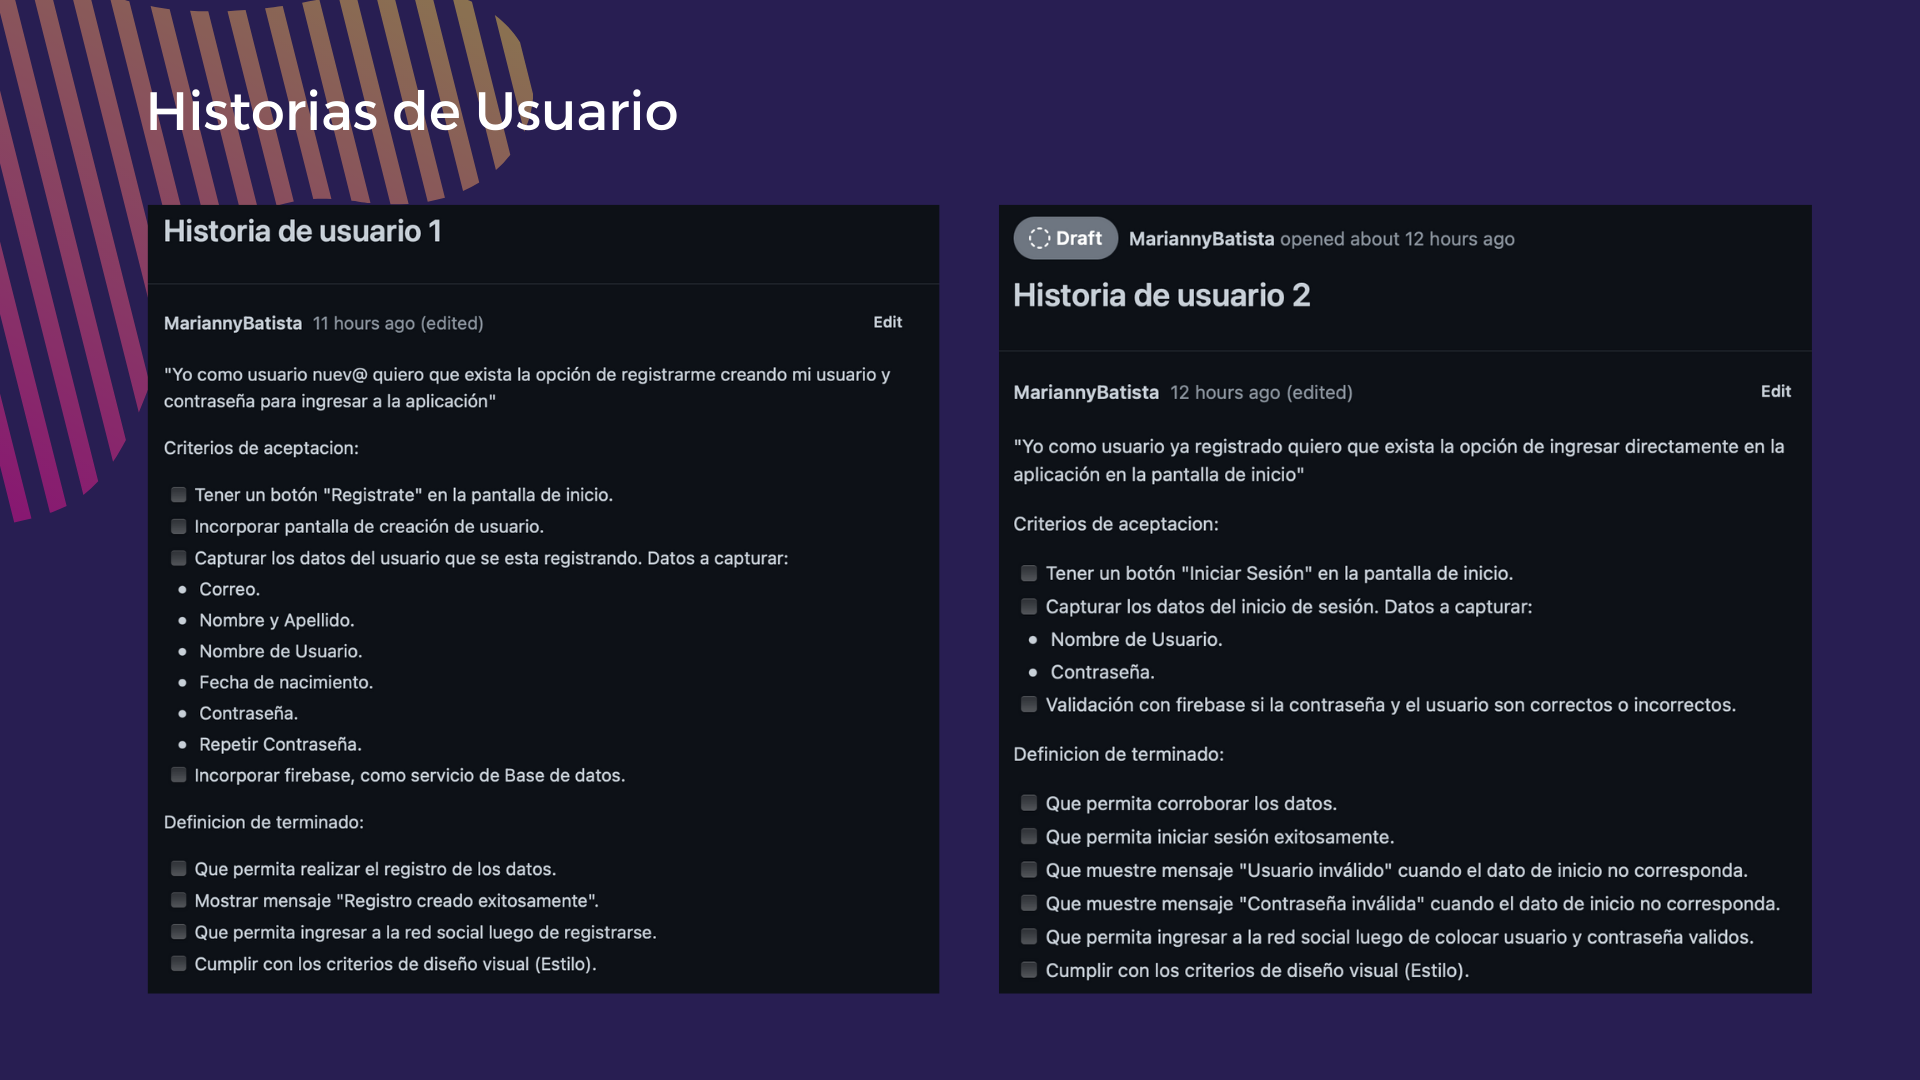 Historias de Usuario
Historia de usuario 1
MariannyBatista 11 hours ago (edited)
Edit
"Yo como usuario nuev@ quiero que exista la opción de registrarme creando mi usuario y
contraseña para ingresar a la aplicación"
Criterios de aceptacion:
Tener un botón "Registrate" en la pantalla de inicio.
Incorporar pantalla de creación de usuario.
Capturar los datos del usuario que se esta registrando. Datos a capturar:
• Correo.
• Nombre y Apellido.
• Nombre de Usuario.
• Fecha de nacimiento.
• Contraseña.
• Repetir Contraseña.
Incorporar firebase, como servicio de Base de datos.
Definicion de terminado:
Que permita realizar el registro de los datos.
Mostrar mensaje "Registro creado exitosamente".
Que permita ingresar a la red social luego de registrarse.
Cumplir con los criterios de diseño visual (Estilo).
Draft MariannyBatista opened about 12 hours ago
Historia de usuario 2
MariannyBatista 12 hours ago (edited)
Edit
"Yo como usuario ya registrado quiero que exista la opción de ingresar directamente en la
aplicación en la pantalla de inicio"
Criterios de aceptacion:
Tener un botón "Iniciar Sesión" en la pantalla de inicio.
Capturar los datos del inicio de sesión. Datos a capturar:
• Nombre de Usuario.
• Contraseña.
Validación con firebase si la contraseña y el usuario son correctos o incorrectos.
Definicion de terminado:
Que permita corroborar los datos.
Que permita iniciar sesión exitosamente.
Que muestre mensaje "Usuario inválido" cuando el dato de inicio no corresponda.
Que muestre mensaje "Contraseña inválida" cuando el dato de inicio no corresponda.
Que permita ingresar a la red social luego de colocar usuario y contraseña validos.
Cumplir con los criterios de diseño visual (Estilo).